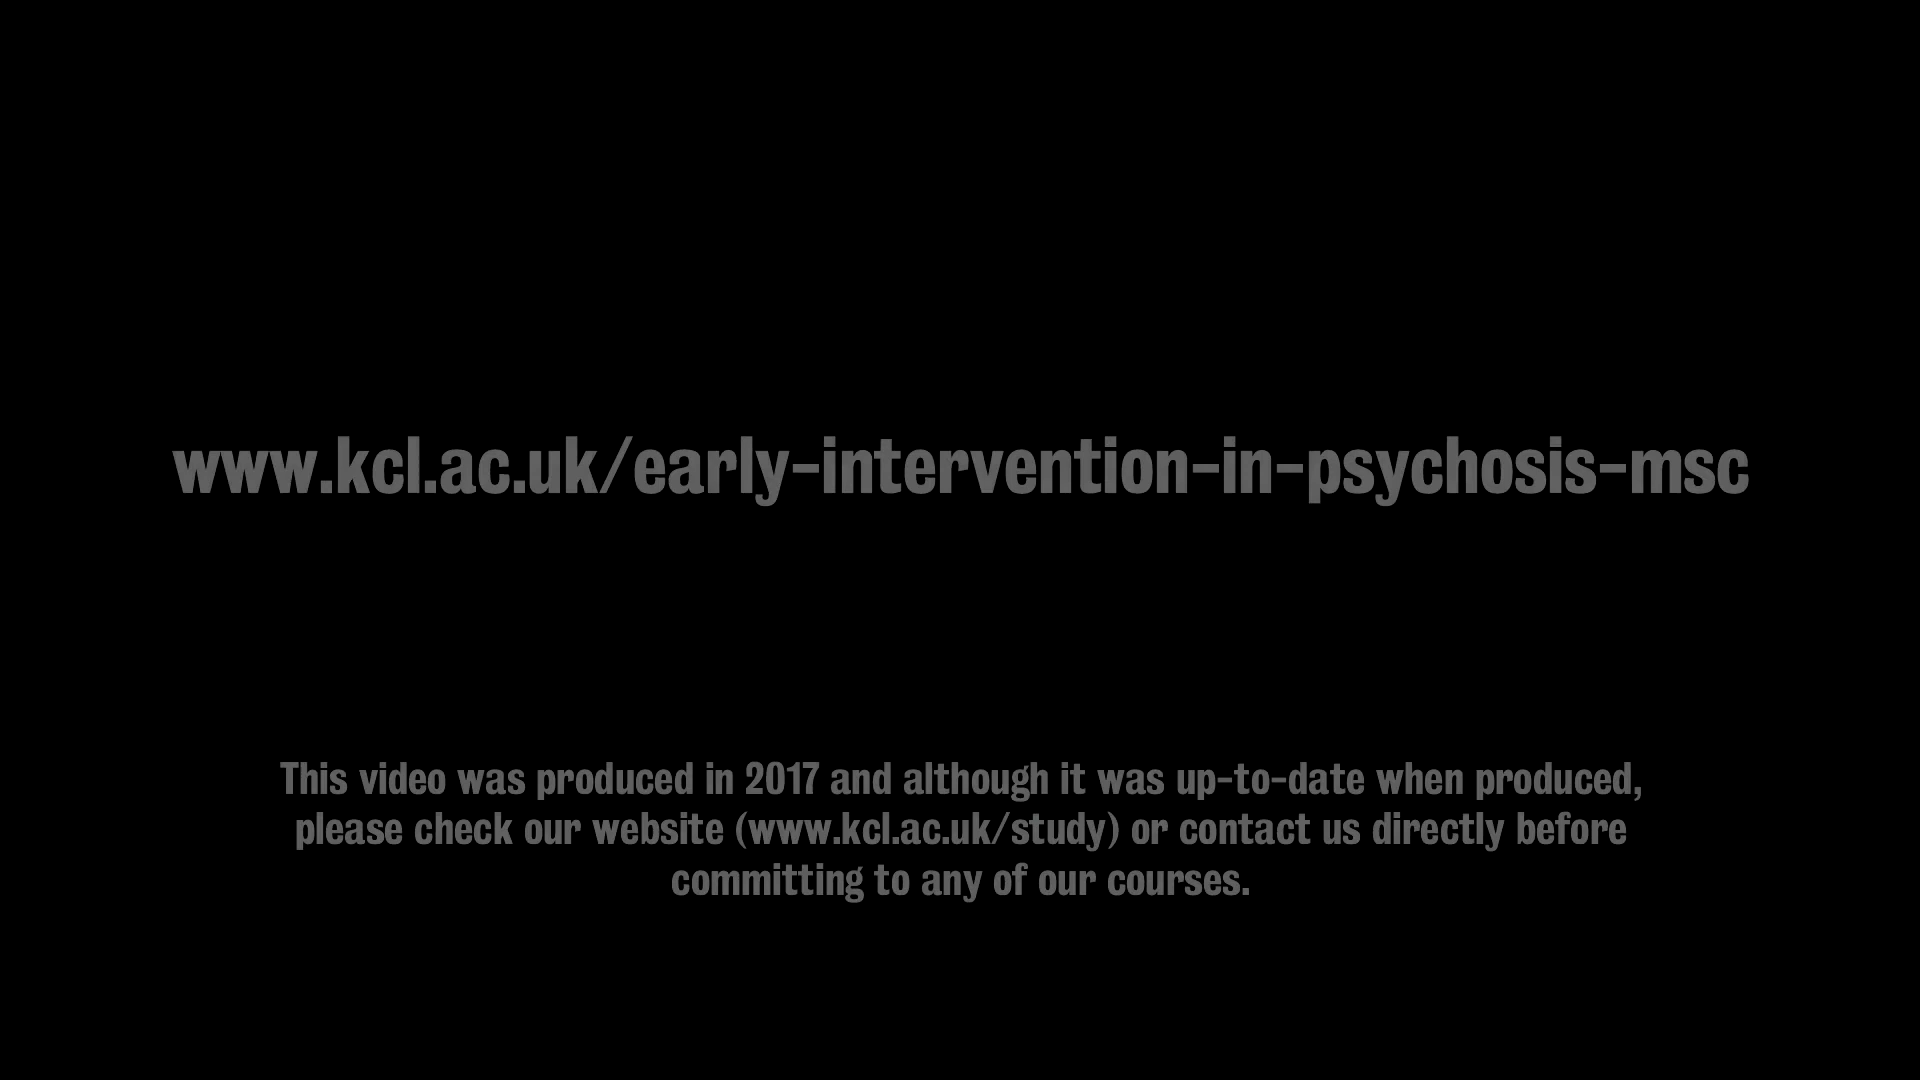 www.kcl.ac.uk/early-intervention-in-psychosis-msc
This video was produced in 2017 and although it was up-to-date when produced,
please check our website (www.kcl.ac.uk/study) or contact us directly before
committing to any of our courses.